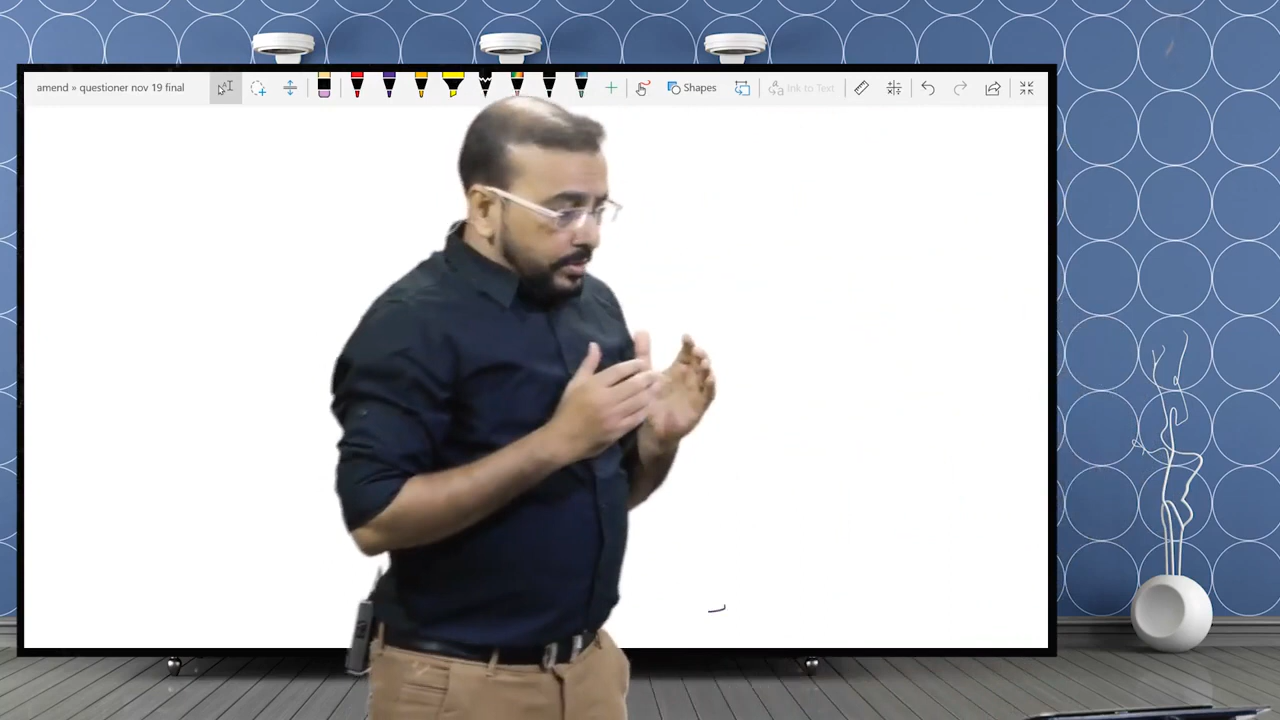 amend » questioner nov 19 final
Shapes
Ink to Text